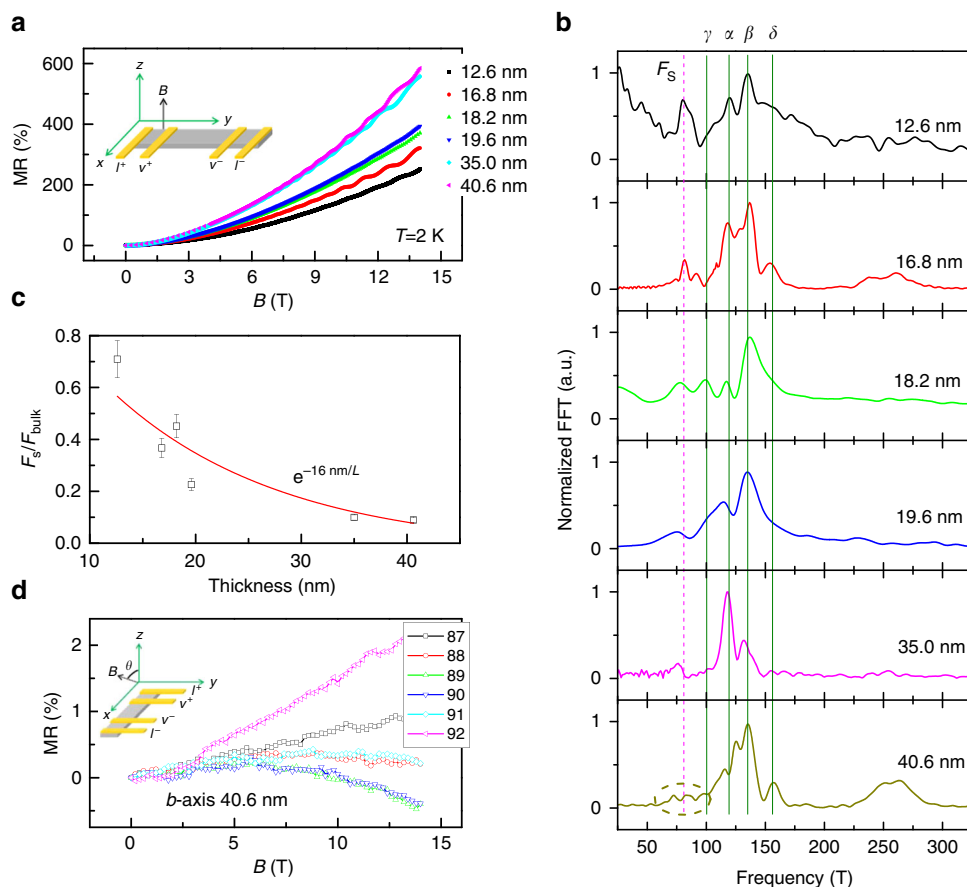 a
MR (%)
600
400
200
0
0
3
6
9
12
15
B (T)
z
B
y
x
I+
v+
v−
I−
12.6 nm
16.8 nm
18.2 nm
19.6 nm
35.0 nm
40.6 nm
T=2 K
b
γ α β δ
F_S
12.6 nm
16.8 nm
18.2 nm
19.6 nm
35.0 nm
40.6 nm
1
0
1
0
1
0
1
0
1
0
1
0
Normalized FFT (a.u.)
50 100 150 200 250 300
Frequency (T)
c
F_s/F_bulk
0.8
0.6
0.4
0.2
0.0
10 20 30 40
Thickness (nm)
e^−16 nm/L
d
MR (%)
2
1
0
0 5 10 15
B (T)
z
θ
B
y
x
I+
v+
v−
I−
87
88
89
90
91
92
b-axis 40.6 nm